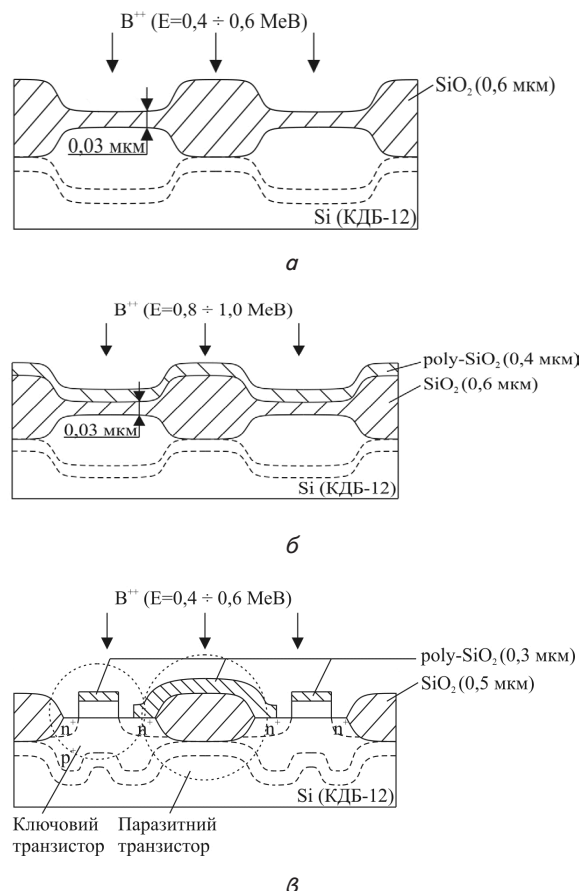 B⁺⁺ (E=0,4 ÷ 0,6 MeB)
SiO₂ (0,6 мкм)
0,03 мкм
Si (КДБ-12)
а
B⁺⁺ (E=0,8 ÷ 1,0 MeB)
poly-SiO₂ (0,4 мкм)
SiO₂ (0,6 мкм)
0,03 мкм
Si (КДБ-12)
б
B⁺⁺ (E=0,4 ÷ 0,6 MeB)
poly-SiO₂ (0,3 мкм)
SiO₂ (0,5 мкм)
n⁺ n⁺ n⁺ n⁺
p⁺
Si (КДБ-12)
Ключовий
транзистор
Паразитний
транзистор
в